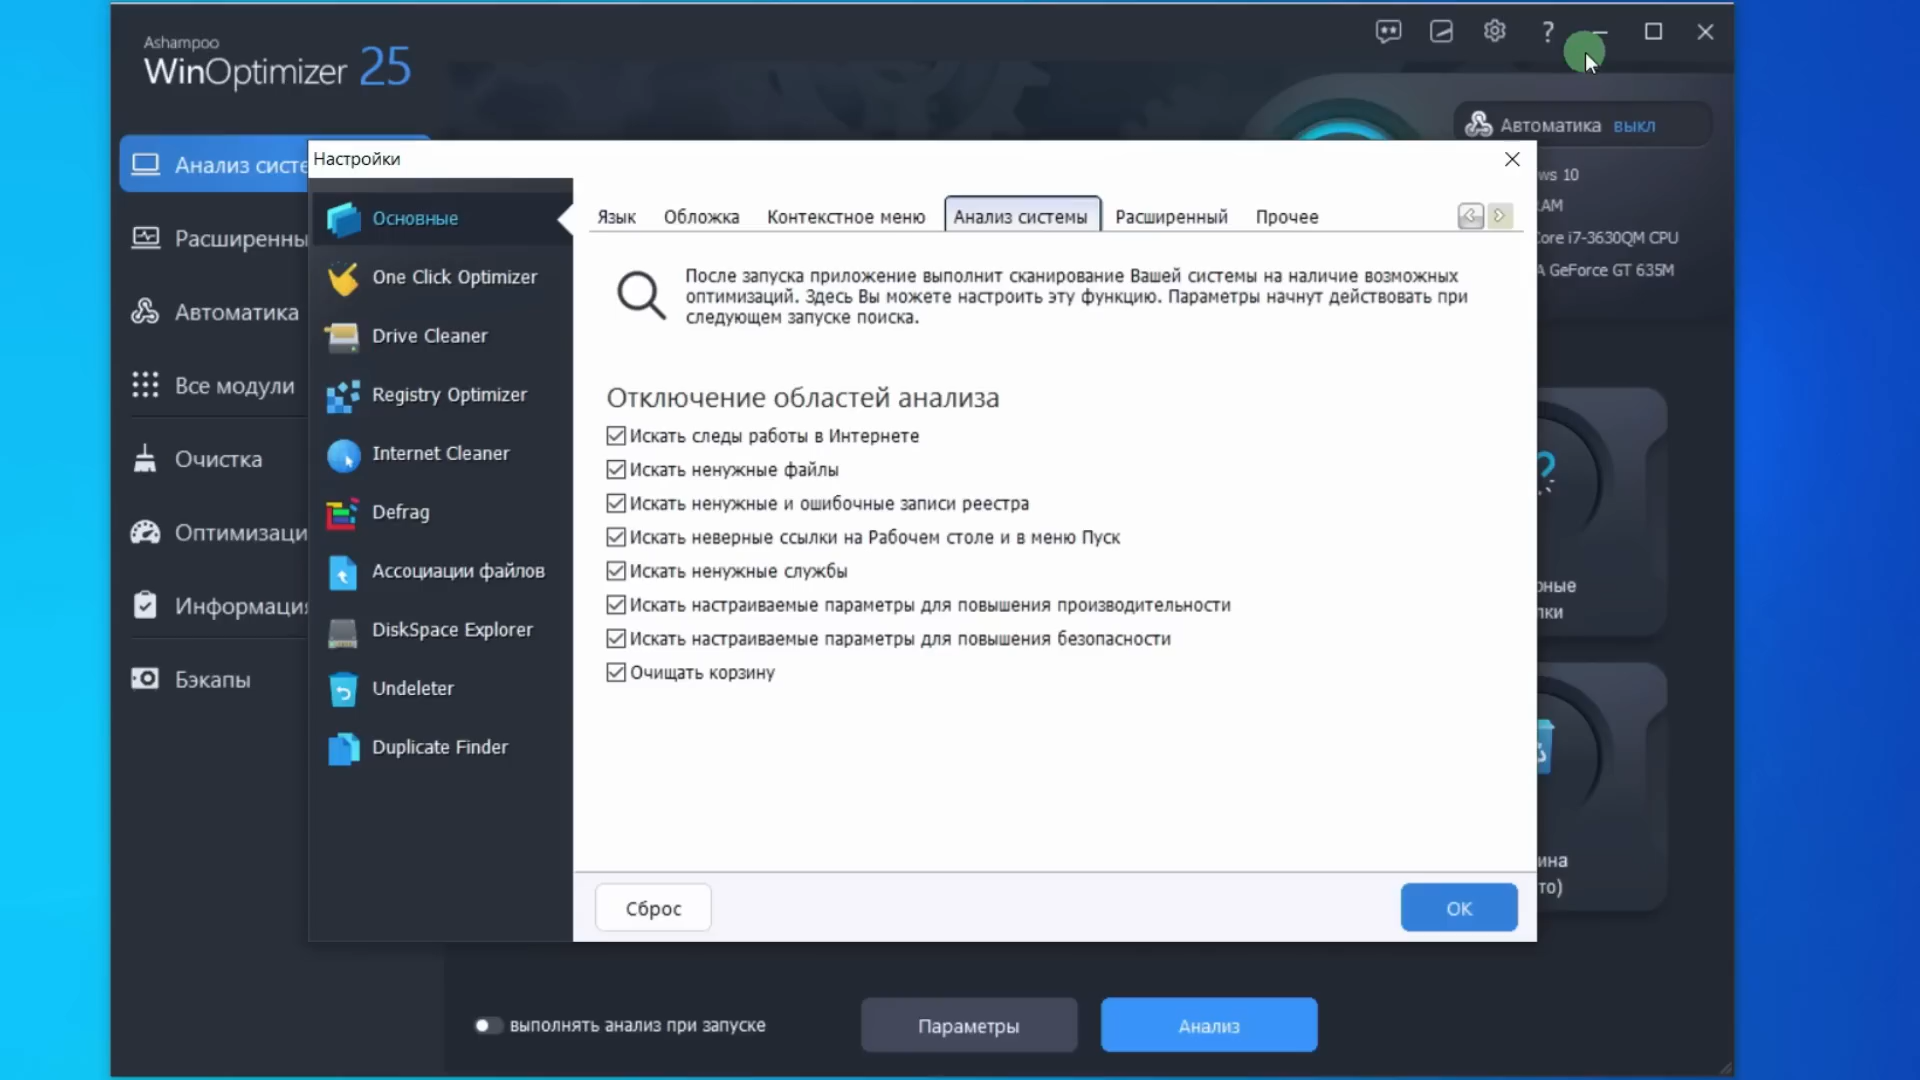 Ashampoo
WinOptimizer 25
?
Автоматика выкл
Анализ систе
Расширенны
Автоматика
Все модули
Очистка
Оптимизаци
Информация
Бэкапы
ws 10
AM
Core i7-3630QM CPU
A GeForce GT 635M
Настройки
Основные
One Click Optimizer
Drive Cleaner
Registry Optimizer
Internet Cleaner
Defrag
Ассоциации файлов
DiskSpace Explorer
Undeleter
Duplicate Finder
Язык Обложка Контекстное меню Анализ системы Расширенный Прочее
После запуска приложение выполнит сканирование Вашей системы на наличие возможных
оптимизаций. Здесь Вы можете настроить эту функцию. Параметры начнут действовать при
следующем запуске поиска.
Отключение областей анализа
Искать следы работы в Интернете
Искать ненужные файлы
Искать ненужные и ошибочные записи реестра
Искать неверные ссылки на Рабочем столе и в меню Пуск
Искать ненужные службы
Искать настраиваемые параметры для повышения производительности
Искать настраиваемые параметры для повышения безопасности
Очищать корзину
Сброс
OK
выполнять анализ при запуске
Параметры
Анализ